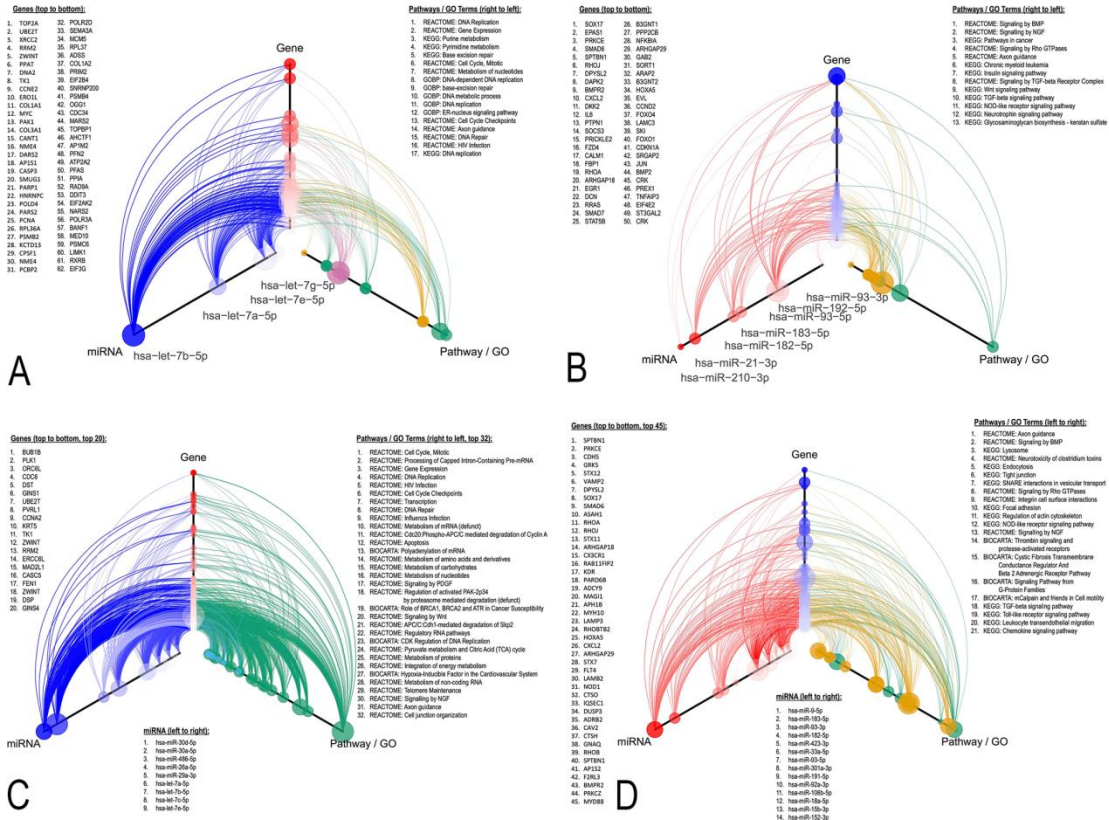 Genes (top to bottom):
1. TOP2A
2. UBE2T
3. XRCC2
4. RRM2
5. ZWINT
6. PPAT
7. DNA2
8. TK1
9. CCNE2
10. ERO1L
11. COL1A1
12. MYC
13. PAK1
14. COL3A1
15. CANT1
16. NME4
17. DARS2
18. AP1S1
19. CASP3
20. SMUG1
21. PARP1
22. HNRNPC
23. POLD4
24. PARS2
25. PCNA
26. RPL36A
27. PSMB2
28. KCTD13
29. CPSF1
30. NME4
31. PCBP2
32. POLR2D
33. SEMA3A
34. MCM5
35. RPL37
36. ADSS
37. COL1A2
38. PRIM2
39. EIF2B4
40. SNRNP200
41. PSMB4
42. OGG1
43. CDC34
44. MARS2
45. TOPBP1
46. AHCTF1
47. AP1M2
48. PFN2
49. ATP2A2
50. PFAS
51. PPIA
52. RAD9A
53. DDIT3
54. EIF2AK2
55. NARS2
56. POLR3A
57. BANF1
58. MED10
59. PSMC6
60. LIMK1
61. RXRB
62. EIF3G
Pathways / GO Terms (right to left):
1. REACTOME: DNA Replication
2. REACTOME: Gene Expression
3. KEGG: Purine metabolism
4. KEGG: Pyrimidine metabolism
5. KEGG: Base excision repair
6. REACTOME: Cell Cycle, Mitotic
7. REACTOME: Metabolism of nucleotides
8. GOBP: DNA-dependent DNA replication
9. GOBP: base-excision repair
10. GOBP: DNA metabolic process
11. GOBP: DNA replication
12. GOBP: ER-nucleus signaling pathway
13. REACTOME: Cell Cycle Checkpoints
14. REACTOME: Axon guidance
15. REACTOME: DNA Repair
16. REACTOME: HIV Infection
17. KEGG: DNA replication
Gene
hsa-let-7g-5p
hsa-let-7e-5p
hsa-let-7a-5p
hsa-let-7b-5p
miRNA
Pathway / GO
A
Genes (top to bottom):
1. SOX17
2. EPAS1
3. PRKCE
4. SMAD6
5. SPTBN1
6. RHOJ
7. DPYSL2
8. DAPK2
9. BMPR2
10. CXCL2
11. DKK2
12. IL6
13. PTPN1
14. SOCS3
15. PRICKLE2
16. FZD4
17. CALM1
18. FBP1
19. RHOA
20. ARHGAP18
21. EGR1
22. DCN
23. RRAS
24. SMAD7
25. STAT5B
26. B3GNT1
27. PPP2CB
28. NFKBIA
29. ARHGAP29
30. GAB2
31. SORT1
32. ARAP2
33. B3GNT2
34. HOXA5
35. EVL
36. CCND2
37. FOXO4
38. LAMC3
39. SKI
40. FOXO1
41. CDKN1A
42. SRGAP2
43. JUN
44. BMP2
45. CRK
46. PREX1
47. TNFAIP3
48. EIF4E2
49. ST3GAL2
50. CRK
Pathways / GO Terms (right to left):
1. REACTOME: Signaling by BMP
2. REACTOME: Signaling by NGF
3. KEGG: Pathways in cancer
4. REACTOME: Signaling by Rho GTPases
5. REACTOME: Axon guidance
6. KEGG: Chronic myeloid leukemia
7. KEGG: Insulin signaling pathway
8. REACTOME: Signaling by TGF-beta Receptor Complex
9. KEGG: Wnt signaling pathway
10. KEGG: TGF-beta signaling pathway
11. KEGG: NOD-like receptor signaling pathway
12. KEGG: Neurotrophin signaling pathway
13. KEGG: Glycosaminoglycan biosynthesis - keratan sulfate
Gene
hsa-miR-93-3p
hsa-miR-192-5p
hsa-miR-93-5p
hsa-miR-183-5p
hsa-miR-182-5p
hsa-miR-21-3p
hsa-miR-210-3p
miRNA
Pathway / GO
B
Genes (top to bottom, top 20):
1. BUB1B
2. PLK1
3. ORC6L
4. CDC6
5. DST
6. GINS1
7. UBE2T
8. PVRL1
9. CCNA2
10. KRT5
11. TK1
12. ZWINT
13. RRM2
14. ERCC6L
15. MAD2L1
16. CASC5
17. FEN1
18. ZWINT
19. DSP
20. GINS4
Pathways / GO Terms (right to left, top 32):
1. REACTOME: Cell Cycle, Mitotic
2. REACTOME: Processing of Capped Intron-Containing Pre-mRNA
3. REACTOME: Gene Expression
4. REACTOME: DNA Replication
5. REACTOME: HIV Infection
6. REACTOME: Cell Cycle Checkpoints
7. REACTOME: Transcription
8. REACTOME: DNA Repair
9. REACTOME: Influenza Infection
10. REACTOME: Metabolism of mRNA (defunct)
11. REACTOME: Cdc20:Phospho-APC/C mediated degradation of Cyclin A
12. REACTOME: Apoptosis
13. BIOCARTA: Polyadenylation of mRNA
14. REACTOME: Metabolism of amino acids and derivatives
15. REACTOME: Metabolism of carbohydrates
16. REACTOME: Metabolism of nucleotides
17. REACTOME: Signaling by PDGF
18. REACTOME: Regulation of activated PAK-2p34
by proteasome mediated degradation (defunct)
19. BIOCARTA: Role of BRCA1, BRCA2 and ATR in Cancer Susceptibility
20. REACTOME: Signaling by Wnt
21. REACTOME: APC/C:Cdh1-mediated degradation of Skp2
22. REACTOME: Regulatory RNA pathways
23. BIOCARTA: CDK Regulation of DNA Replication
24. REACTOME: Pyruvate metabolism and Citric Acid (TCA) cycle
25. REACTOME: Metabolism of proteins
26. REACTOME: Integration of energy metabolism
27. BIOCARTA: Hypoxia-Inducible Factor in the Cardiovascular System
28. REACTOME: Metabolism of non-coding RNA
29. REACTOME: Telomere Maintenance
30. REACTOME: Signalling by NGF
31. REACTOME: Axon guidance
32. REACTOME: Cell junction organization
Gene
miRNA
Pathway / GO
miRNA (left to right):
1. hsa-miR-30d-5p
2. hsa-miR-30a-5p
3. hsa-miR-486-5p
4. hsa-miR-26a-5p
5. hsa-miR-29a-3p
6. hsa-let-7a-5p
7. hsa-let-7b-5p
8. hsa-let-7c-5p
9. hsa-let-7e-5p
C
Genes (top to bottom, top 45):
1. SPTBN1
2. PRKCE
3. CDH5
4. GRK5
5. STX12
6. VAMP2
7. DPYSL2
8. SOX17
9. SMAD6
10. ASAH1
11. RHOA
12. RHOJ
13. STX11
14. ARHGAP18
15. CX3CR1
16. RAB11FIP2
17. KDR
18. PARD6B
19. ADCY9
20. MAGI1
21. APH1B
22. MYH10
23. LAMP3
24. RHOBTB2
25. HOXA5
26. CXCL2
27. ARHGAP29
28. STX7
29. FLT4
30. LAMB2
31. NOD1
32. CTSO
33. IQSEC1
34. DUSP3
35. ADRB2
36. CAV2
37. CTSH
38. GNAQ
39. RHOB
40. SPTBN1
41. AP1S2
42. F2RL3
43. BMPR2
44. PRKCZ
45. MYD88
Pathways / GO Terms (left to right):
1. REACTOME: Axon guidance
2. REACTOME: Signaling by BMP
3. KEGG: Lysosome
4. REACTOME: Neurotoxicity of clostridium toxins
5. KEGG: Endocytosis
6. KEGG: Tight junction
7. KEGG: SNARE interactions in vesicular transport
8. REACTOME: Signaling by Rho GTPases
9. REACTOME: Integrin cell surface interactions
10. KEGG: Focal adhesion
11. KEGG: Regulation of actin cytoskeleton
12. KEGG: NOD-like receptor signaling pathway
13. REACTOME: Signaling by NGF
14. BIOCARTA: Thrombin signaling and
protease-activated receptors
15. BIOCARTA: Cystic Fibrosis Transmembrane
Conductance Regulator And
Beta 2 Adrenergic Receptor Pathway
16. BIOCARTA: Signaling Pathway from
G-Protein Families
17. BIOCARTA: mCalpain and friends in Cell motility
18. KEGG: TGF-beta signaling pathway
19. KEGG: Toll-like receptor signaling pathway
20. KEGG: Leukocyte transendothelial migration
21. KEGG: Chemokine signaling pathway
Gene
miRNA
Pathway / GO
miRNA (left to right):
1. hsa-miR-9-5p
2. hsa-miR-183-5p
3. hsa-miR-93-3p
4. hsa-miR-182-5p
5. hsa-miR-423-3p
6. hsa-miR-33a-5p
7. hsa-miR-93-5p
8. hsa-miR-301a-3p
9. hsa-miR-191-5p
10. hsa-miR-92a-3p
11. hsa-miR-106b-5p
12. hsa-miR-18a-5p
13. hsa-miR-15b-3p
14. hsa-miR-152-3p
D